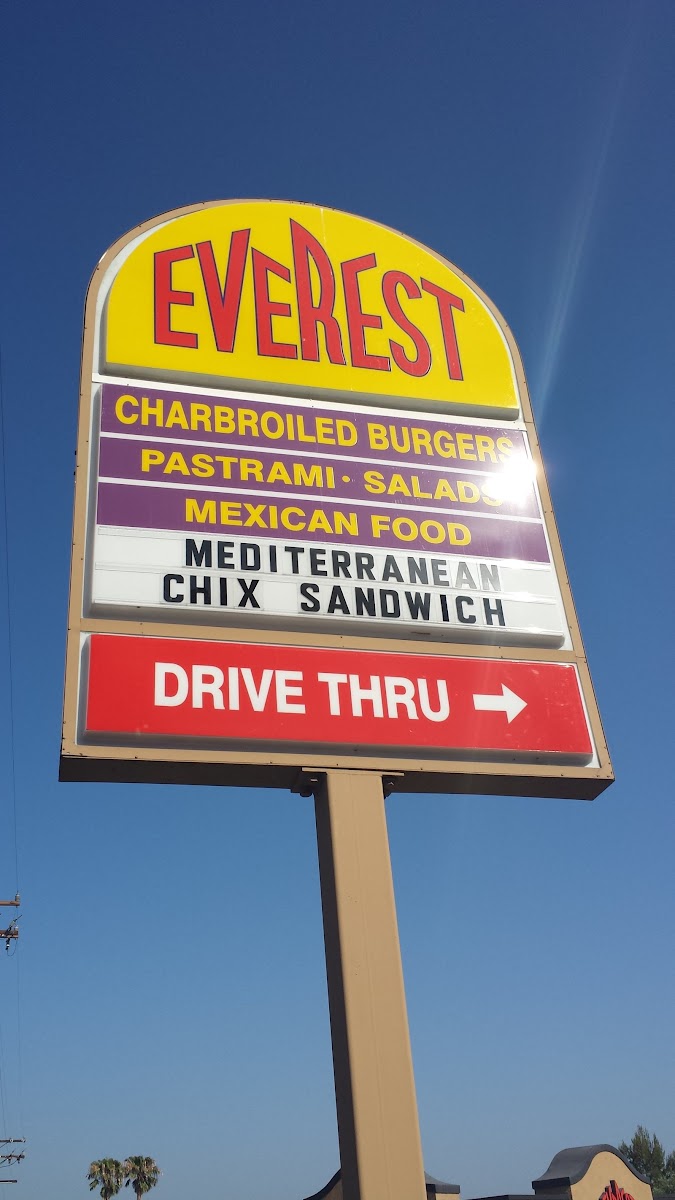 EVEREST
CHARBROILED BURGERS
PASTRAMI · SALADS
MEXICAN FOOD
MEDITERRANEAN
CHIX SANDWICH
DRIVE THRU →